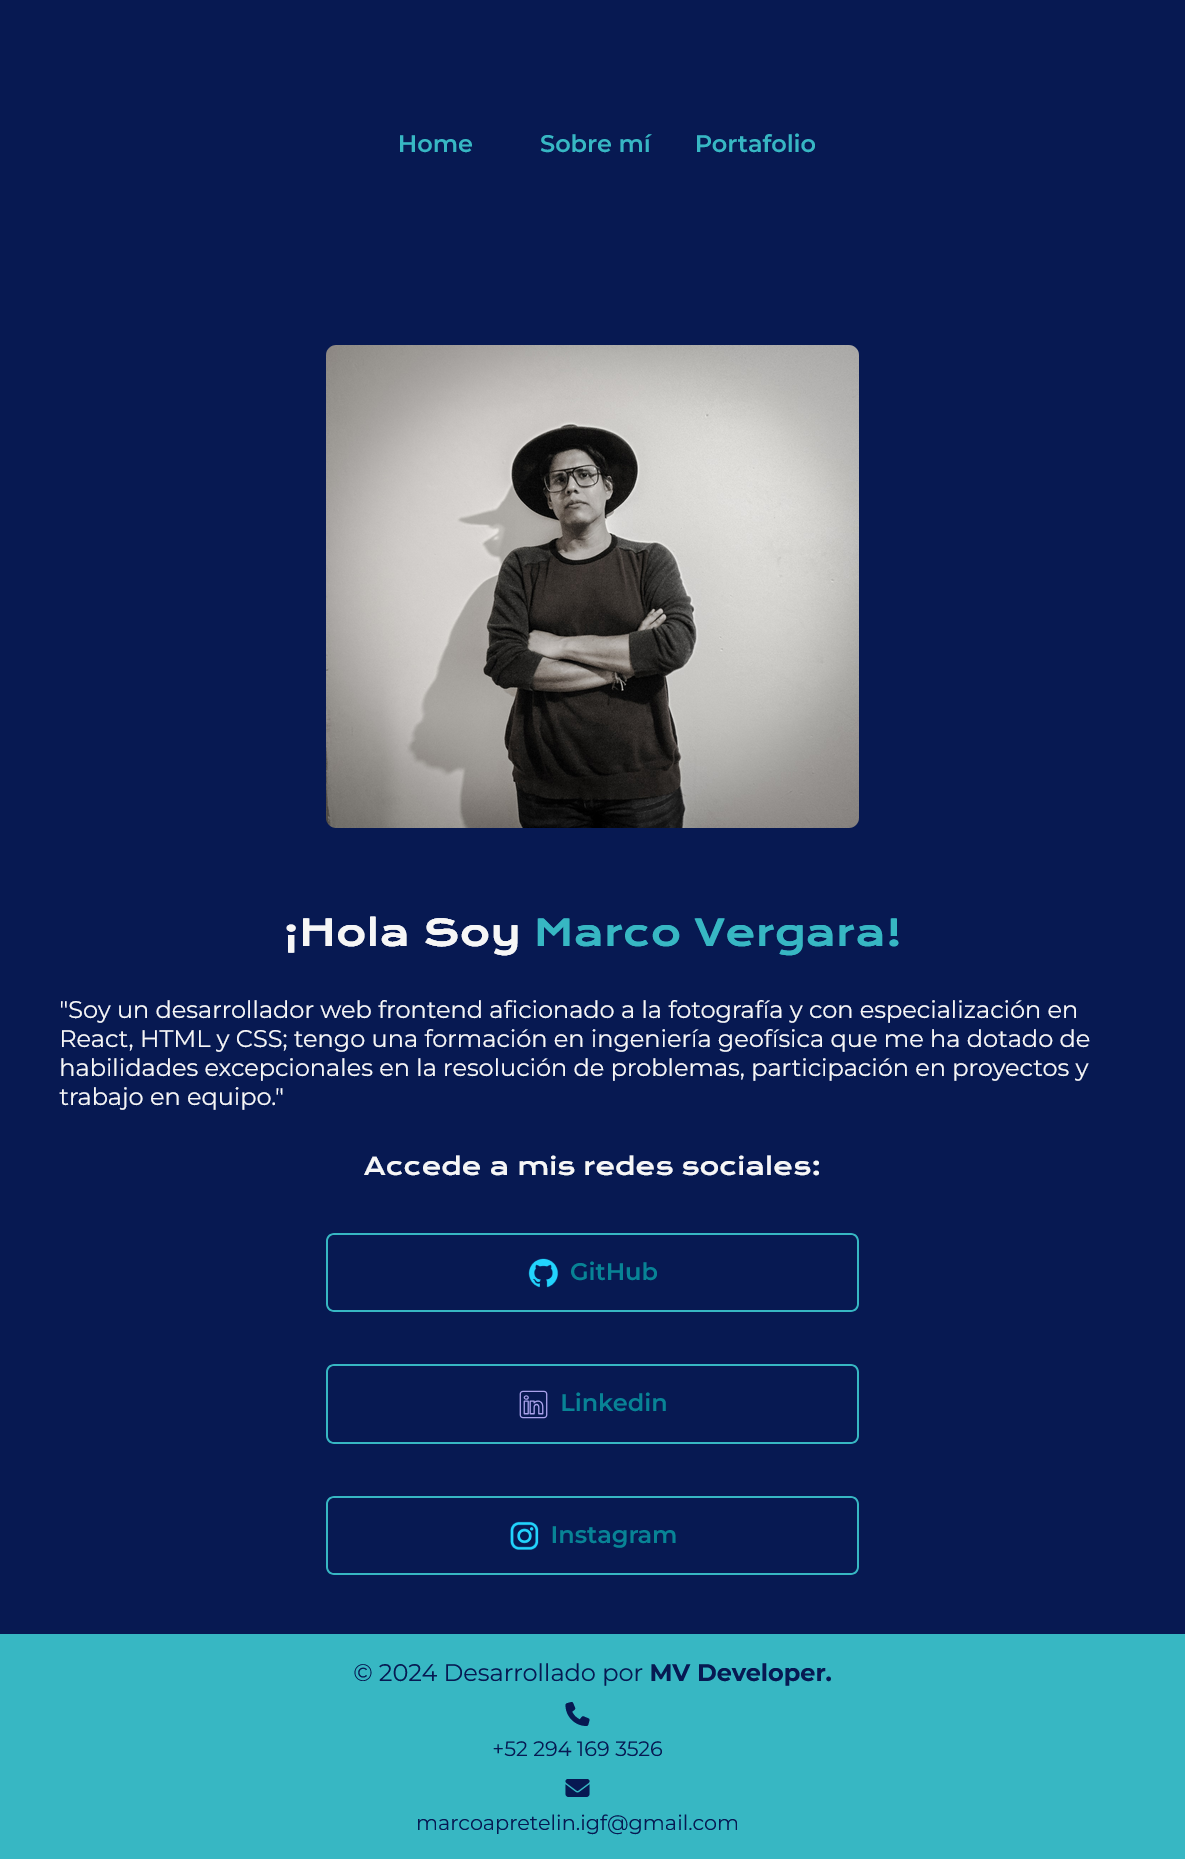 Home Sobre mí Portafolio
¡Hola Soy Marco Vergara!
"Soy un desarrollador web frontend aficionado a la fotografía y con especialización en
React, HTML y CSS; tengo una formación en ingeniería geofísica que me ha dotado de
habilidades excepcionales en la resolución de problemas, participación en proyectos y
trabajo en equipo."
Accede a mis redes sociales:
GitHub
Linkedin
Instagram
© 2024 Desarrollado por MV Developer.
+52 294 169 3526
marcoapretelin.igf@gmail.com